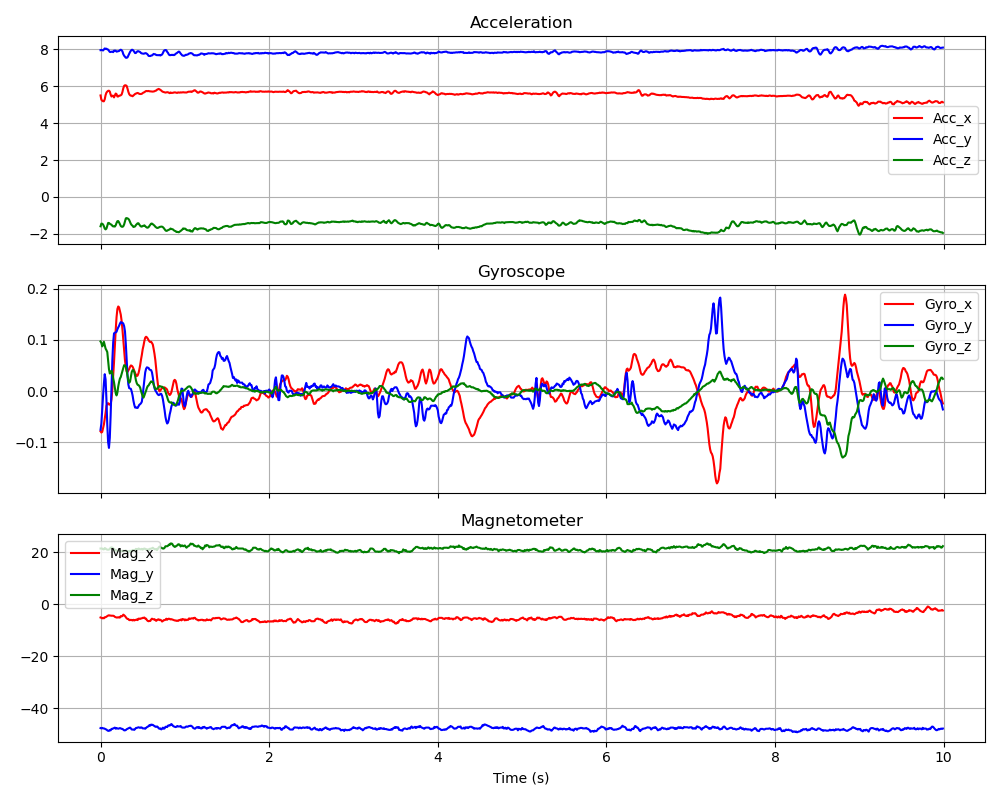 Acceleration
8
6
4
2
0
−2
Acc_x
Acc_y
Acc_z
Gyroscope
0.2
0.1
0.0
−0.1
Gyro_x
Gyro_y
Gyro_z
Magnetometer
20
0
−20
−40
Mag_x
Mag_y
Mag_z
0 2 4 6 8 10
Time (s)